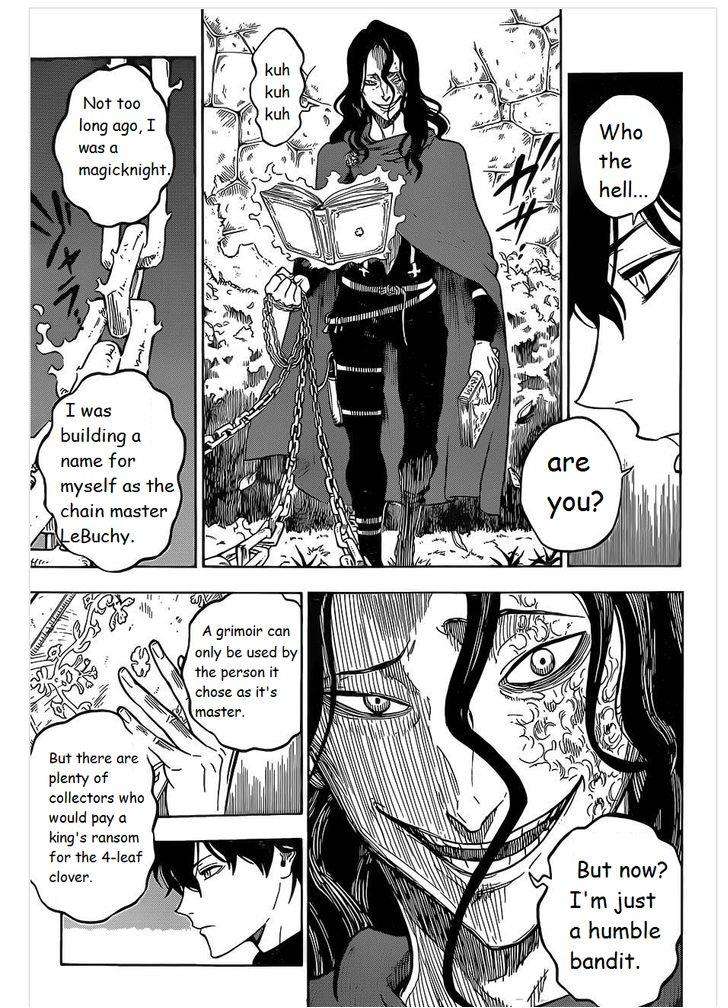 Who
the
hell...
are
you?
kuh
kuh
kuh
Not too
long ago, I
was a
magicknight.
I was
building a
name for
myself as the
chain master
LeBuchy.
But now?
I'm just
a humble
bandit.
A grimoir can
only be used by
the person it
chose as it's
master.
But there are
plenty of
collectors who
would pay a
king's ransom
for the 4-leaf
clover.